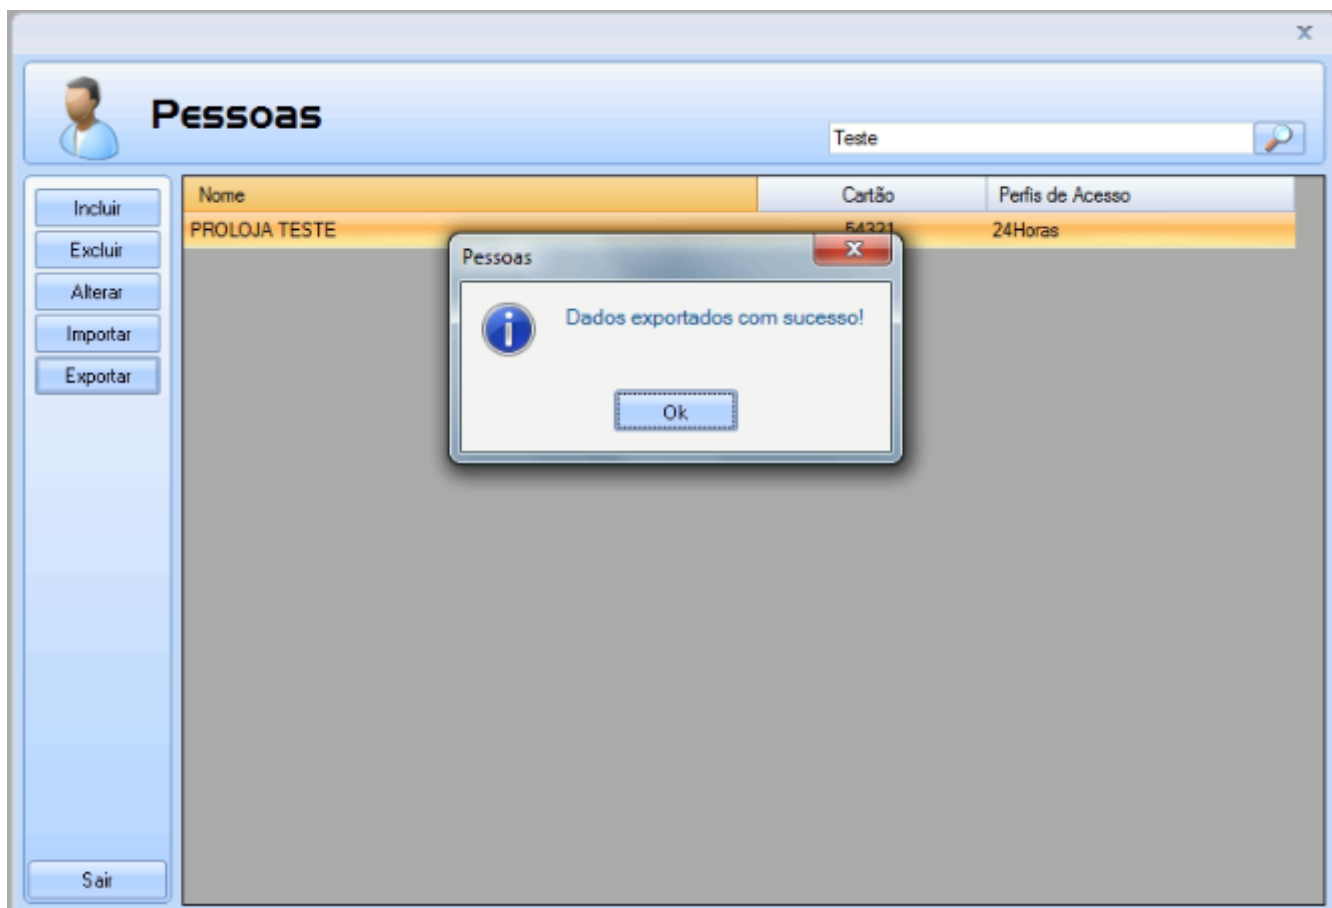 Pessoas
Teste
Incluir
Excluir
Alterar
Importar
Exportar
Sair
Nome Cartão Perfis de Acesso
PROLOJA TESTE 54321 24Horas
Pessoas
Dados exportados com sucesso!
Ok